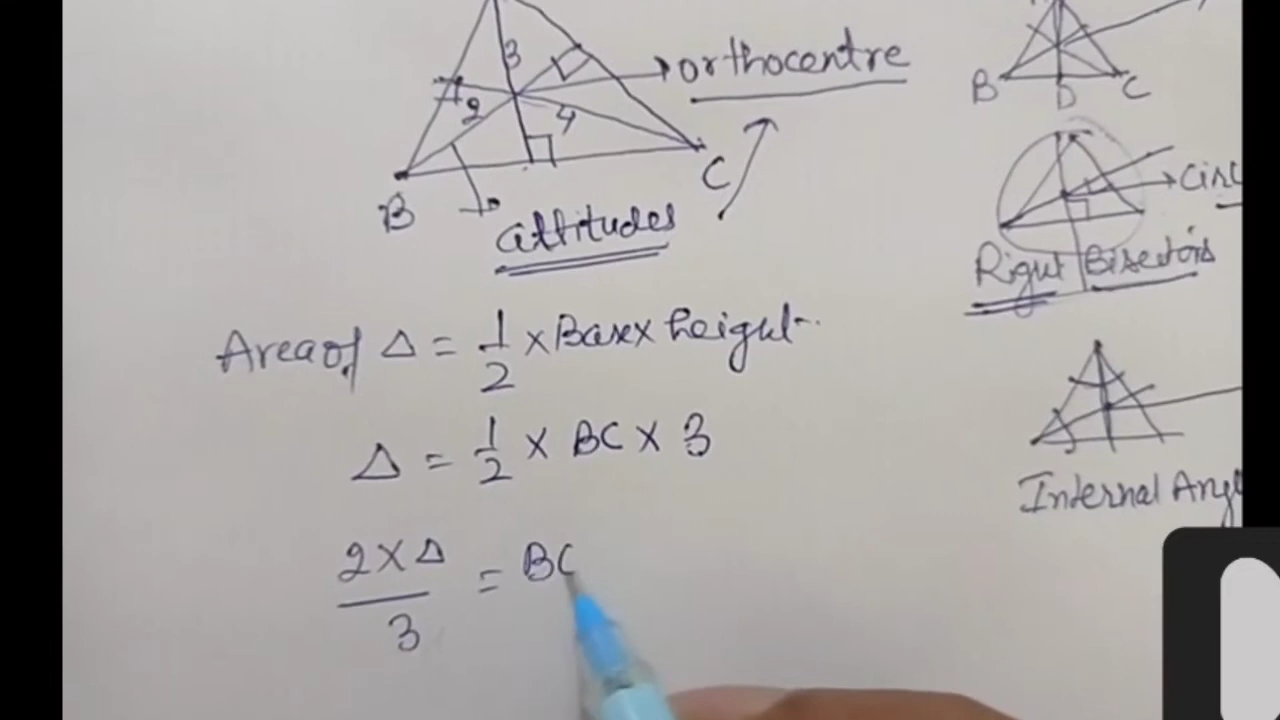 3
orthocentre
2
4
B
C
altitudes
Area of Δ = 1/2 × Base × height
Δ = 1/2 × BC × 3
2 × Δ / 3 = BC
B D C
Circ
Right Bisectors
Internal Ang